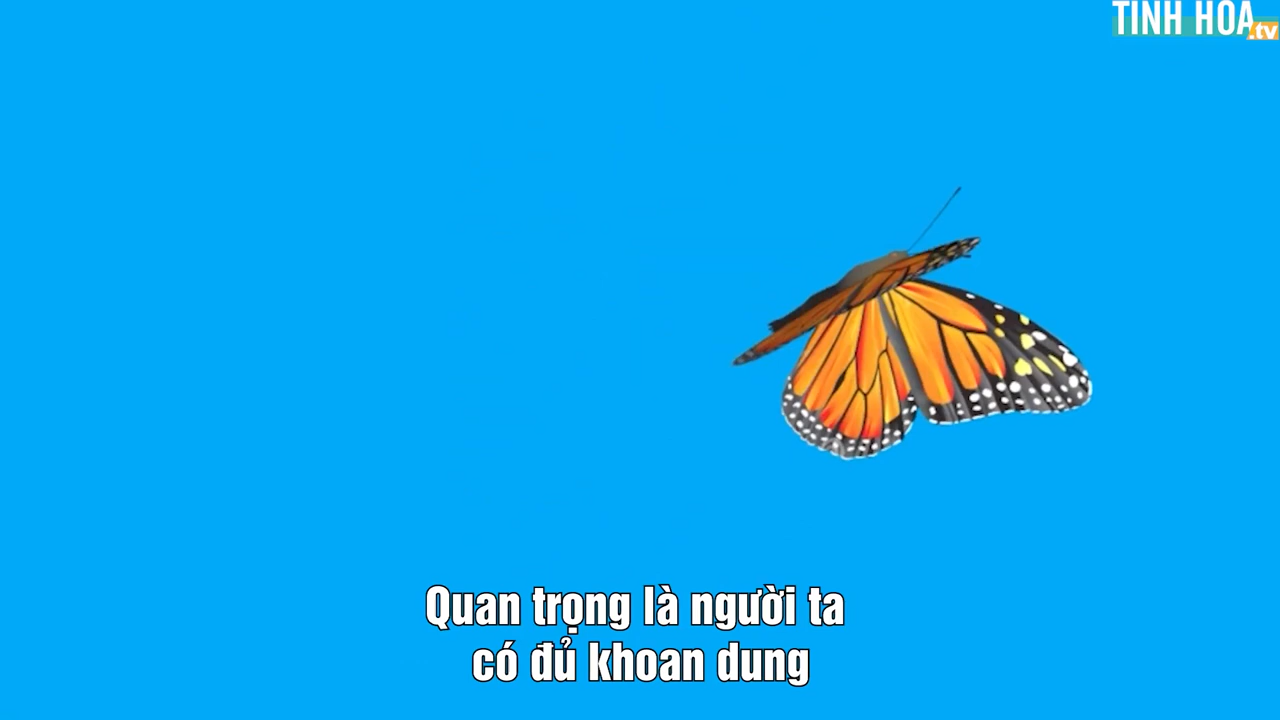 TINH HOA
.tv
Quan trọng là người ta
có đủ khoan dung